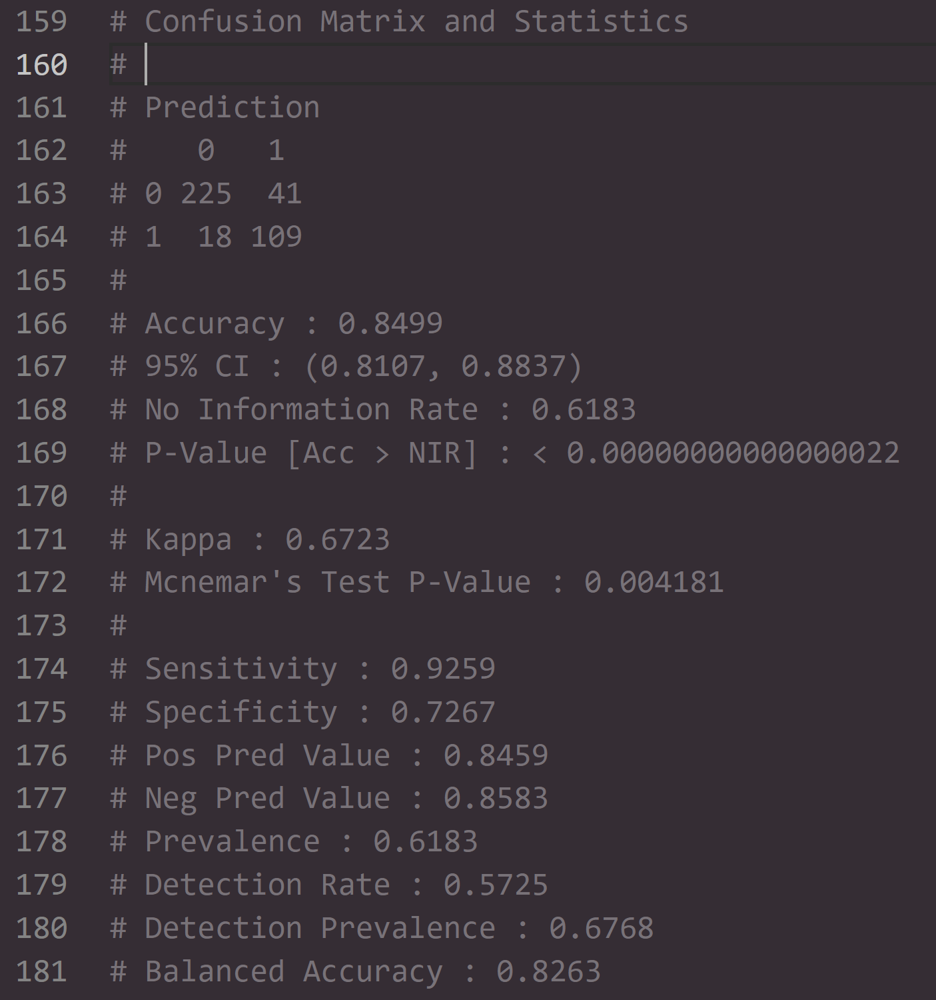 159 # Confusion Matrix and Statistics
160 #
161 # Prediction
162 #    0   1
163 # 0 225  41
164 # 1  18 109
165 #
166 # Accuracy : 0.8499
167 # 95% CI : (0.8107, 0.8837)
168 # No Information Rate : 0.6183
169 # P-Value [Acc > NIR] : < 0.00000000000000022
170 #
171 # Kappa : 0.6723
172 # Mcnemar's Test P-Value : 0.004181
173 #
174 # Sensitivity : 0.9259
175 # Specificity : 0.7267
176 # Pos Pred Value : 0.8459
177 # Neg Pred Value : 0.8583
178 # Prevalence : 0.6183
179 # Detection Rate : 0.5725
180 # Detection Prevalence : 0.6768
181 # Balanced Accuracy : 0.8263